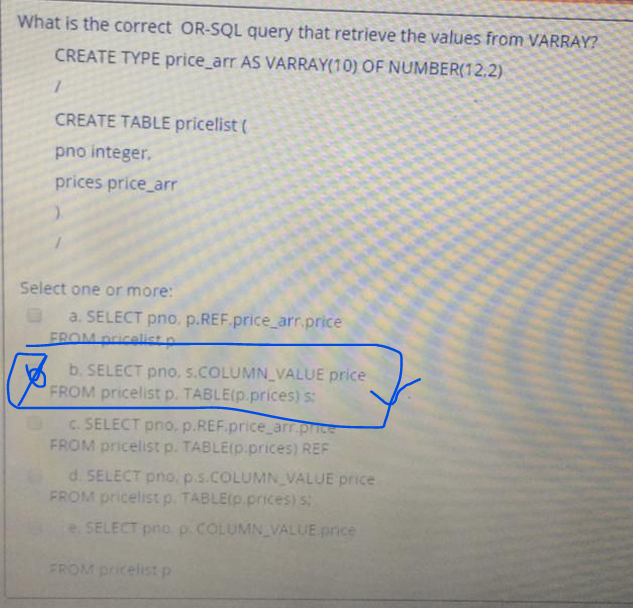 What is the correct OR-SQL query that retrieve the values from VARRAY?
CREATE TYPE price_arr AS VARRAY(10) OF NUMBER(12,2)
/
CREATE TABLE pricelist (
pno integer,
prices price_arr
)
/
Select one or more:
a. SELECT pno, p.REF.price_arr.price
FROM pricelist p
b. SELECT pno, s.COLUMN_VALUE price
FROM pricelist p, TABLE(p.prices) s;
c. SELECT pno, p.REF.price_arr.price
FROM pricelist p, TABLE(p.prices) REF
d. SELECT pno, p.s.COLUMN_VALUE price
FROM pricelist p, TABLE(p.prices) s;
e. SELECT pno, p. COLUMN_VALUE.price
FROM pricelist p